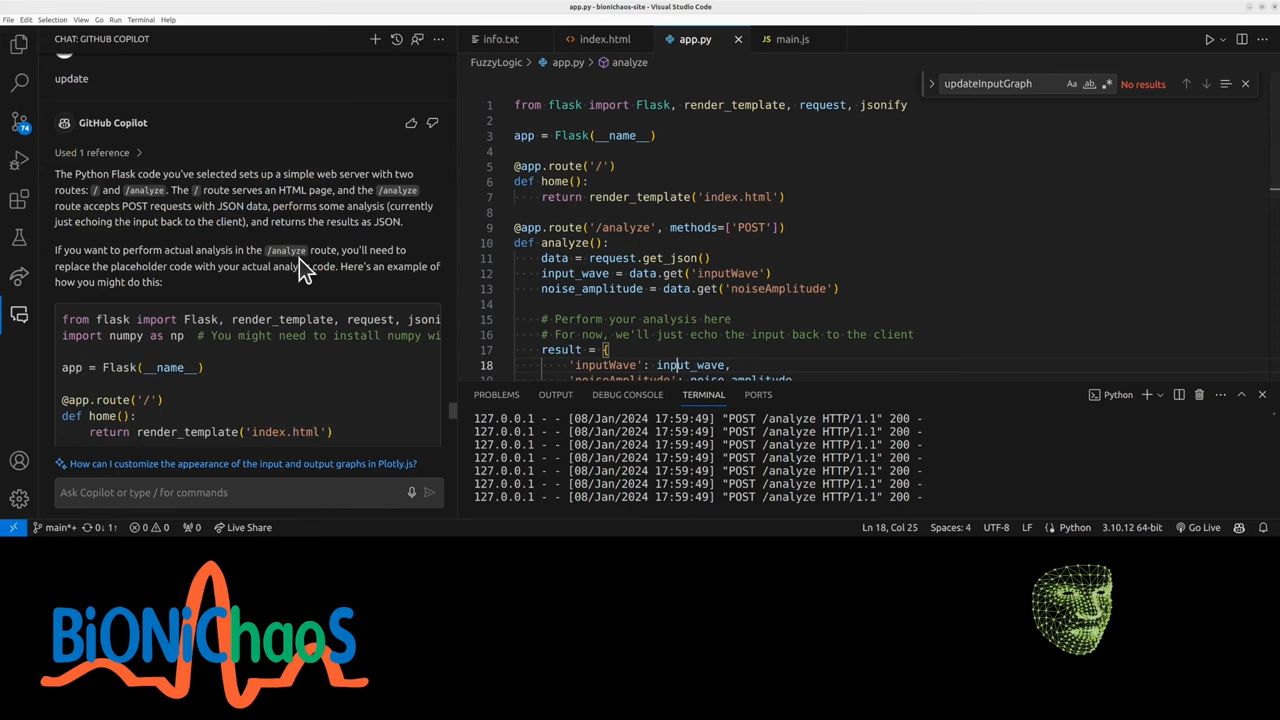 app.py - bionichaos-site - Visual Studio Code
File Edit Selection View Go Run Terminal Help
CHAT: GITHUB COPILOT
update
GitHub Copilot
Used 1 reference
The Python Flask code you've selected sets up a simple web server with two
routes: / and /analyze. The / route serves an HTML page, and the /analyze
route accepts POST requests with JSON data, performs some analysis (currently
just echoing the input back to the client), and returns the results as JSON.
If you want to perform actual analysis in the /analyze route, you'll need to
replace the placeholder code with your actual analysis code. Here's an example of
how you might do this:
from flask import Flask, render_template, request, jsoni
import numpy as np  # You might need to install numpy wi
app = Flask(__name__)
@app.route('/')
def home():
    return render_template('index.html')
How can I customize the appearance of the input and output graphs in Plotly.js?
Ask Copilot or type / for commands
74
info.txt index.html app.py main.js
FuzzyLogic > app.py > analyze
updateInputGraph Aa ab .* No results
1 from flask import Flask, render_template, request, jsonify
2
3 app = Flask(__name__)
4
5 @app.route('/')
6 def home():
7     return render_template('index.html')
8
9 @app.route('/analyze', methods=['POST'])
10 def analyze():
11     data = request.get_json()
12     input_wave = data.get('inputWave')
13     noise_amplitude = data.get('noiseAmplitude')
14
15     # Perform your analysis here
16     # For now, we'll just echo the input back to the client
17     result = {
18         'inputWave': input_wave,
19         'noiseAmplitude': noise_amplitude
PROBLEMS OUTPUT DEBUG CONSOLE TERMINAL PORTS
Python
127.0.0.1 - - [08/Jan/2024 17:59:49] "POST /analyze HTTP/1.1" 200 -
127.0.0.1 - - [08/Jan/2024 17:59:49] "POST /analyze HTTP/1.1" 200 -
127.0.0.1 - - [08/Jan/2024 17:59:49] "POST /analyze HTTP/1.1" 200 -
127.0.0.1 - - [08/Jan/2024 17:59:49] "POST /analyze HTTP/1.1" 200 -
127.0.0.1 - - [08/Jan/2024 17:59:49] "POST /analyze HTTP/1.1" 200 -
127.0.0.1 - - [08/Jan/2024 17:59:49] "POST /analyze HTTP/1.1" 200 -
127.0.0.1 - - [08/Jan/2024 17:59:49] "POST /analyze HTTP/1.1" 200 -
main*+ 0↓ 1↑ 0 0 0 Live Share Ln 18, Col 25 Spaces: 4 UTF-8 LF Python 3.10.12 64-bit Go Live
BiONiChaoS